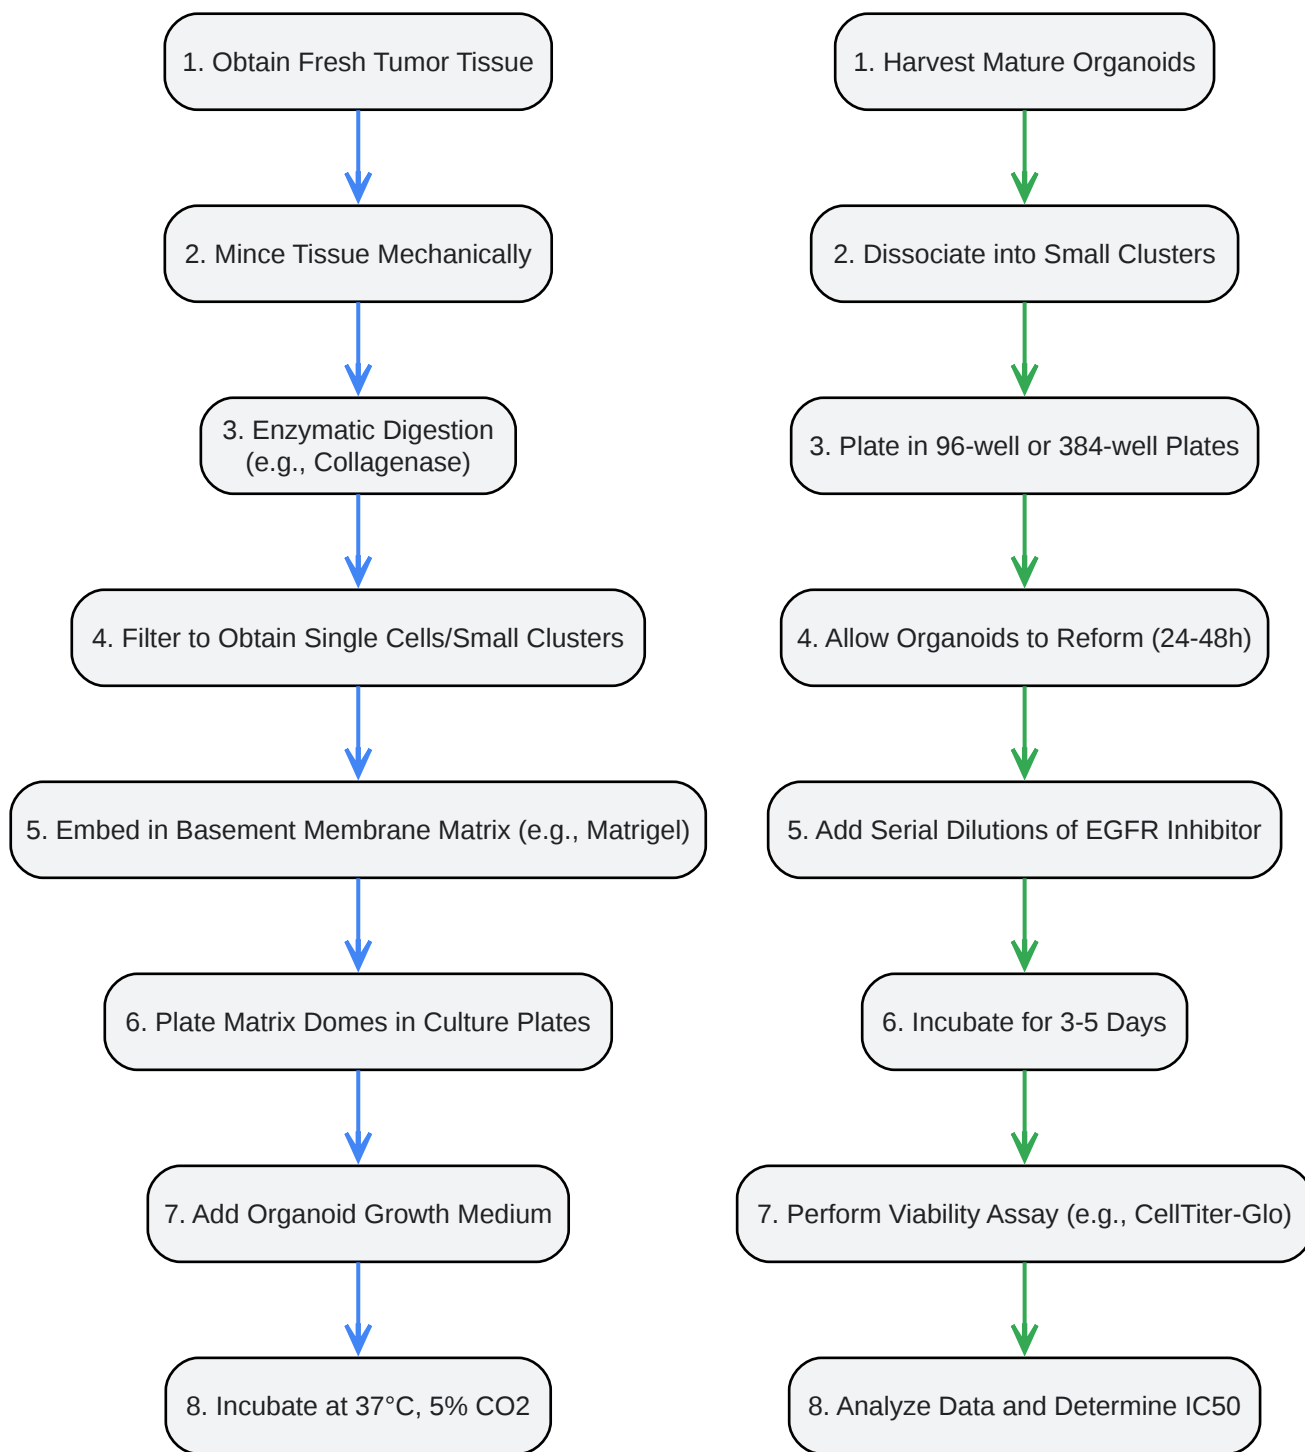 1. Obtain Fresh Tumor Tissue
2. Mince Tissue Mechanically
3. Enzymatic Digestion
(e.g., Collagenase)
4. Filter to Obtain Single Cells/Small Clusters
5. Embed in Basement Membrane Matrix (e.g., Matrigel)
6. Plate Matrix Domes in Culture Plates
7. Add Organoid Growth Medium
8. Incubate at 37°C, 5% CO2
1. Harvest Mature Organoids
2. Dissociate into Small Clusters
3. Plate in 96-well or 384-well Plates
4. Allow Organoids to Reform (24-48h)
5. Add Serial Dilutions of EGFR Inhibitor
6. Incubate for 3-5 Days
7. Perform Viability Assay (e.g., CellTiter-Glo)
8. Analyze Data and Determine IC50